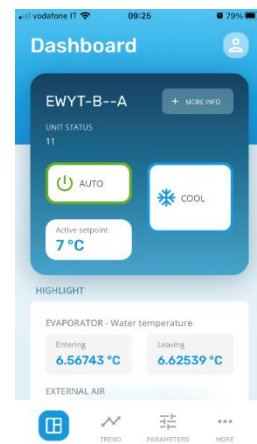 vodafone IT 09:25 79%
Dashboard
EWYT-B--A
+ MORE INFO
UNIT STATUS
11
AUTO
COOL
Active setpoint
7 °C
HIGHLIGHT
EVAPORATOR - Water temperature
Entering Leaving
6.56743 °C 6.62539 °C
EXTERNAL AIR
TREND PARAMETERS MORE